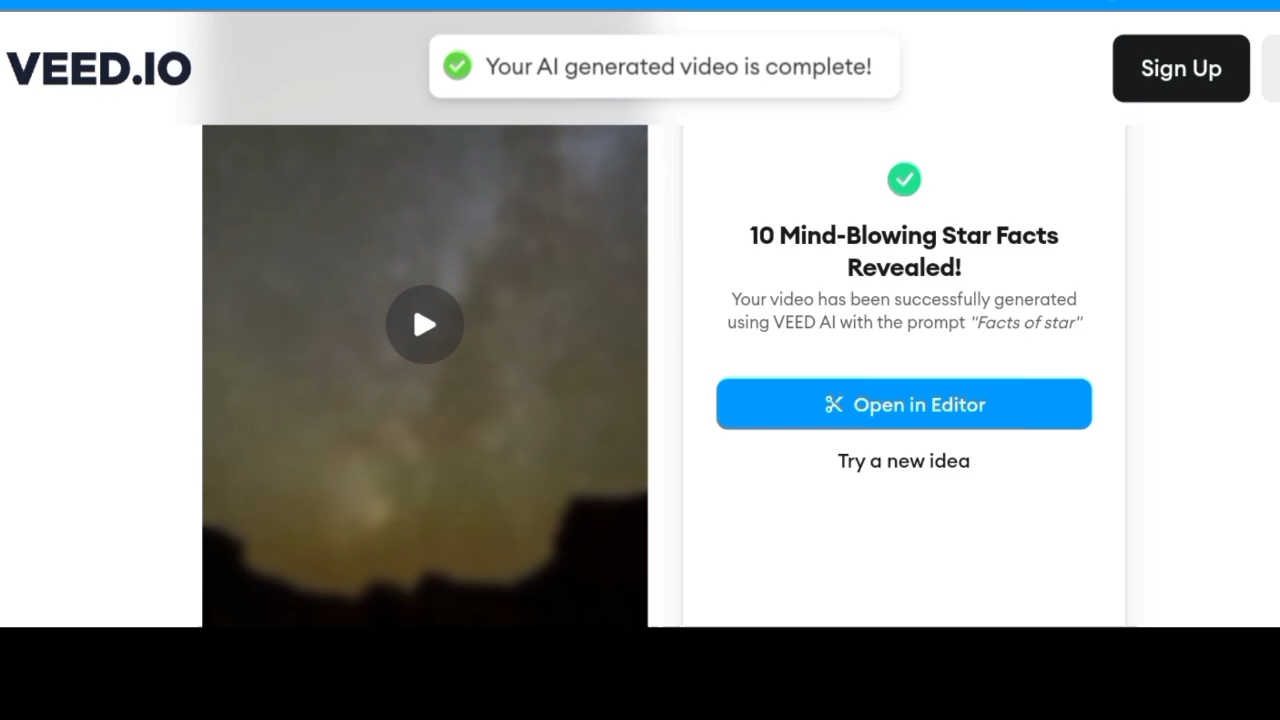 VEED.IO
Your AI generated video is complete!
Sign Up
10 Mind-Blowing Star Facts
Revealed!
Your video has been successfully generated
using VEED AI with the prompt "Facts of star"
Open in Editor
Try a new idea